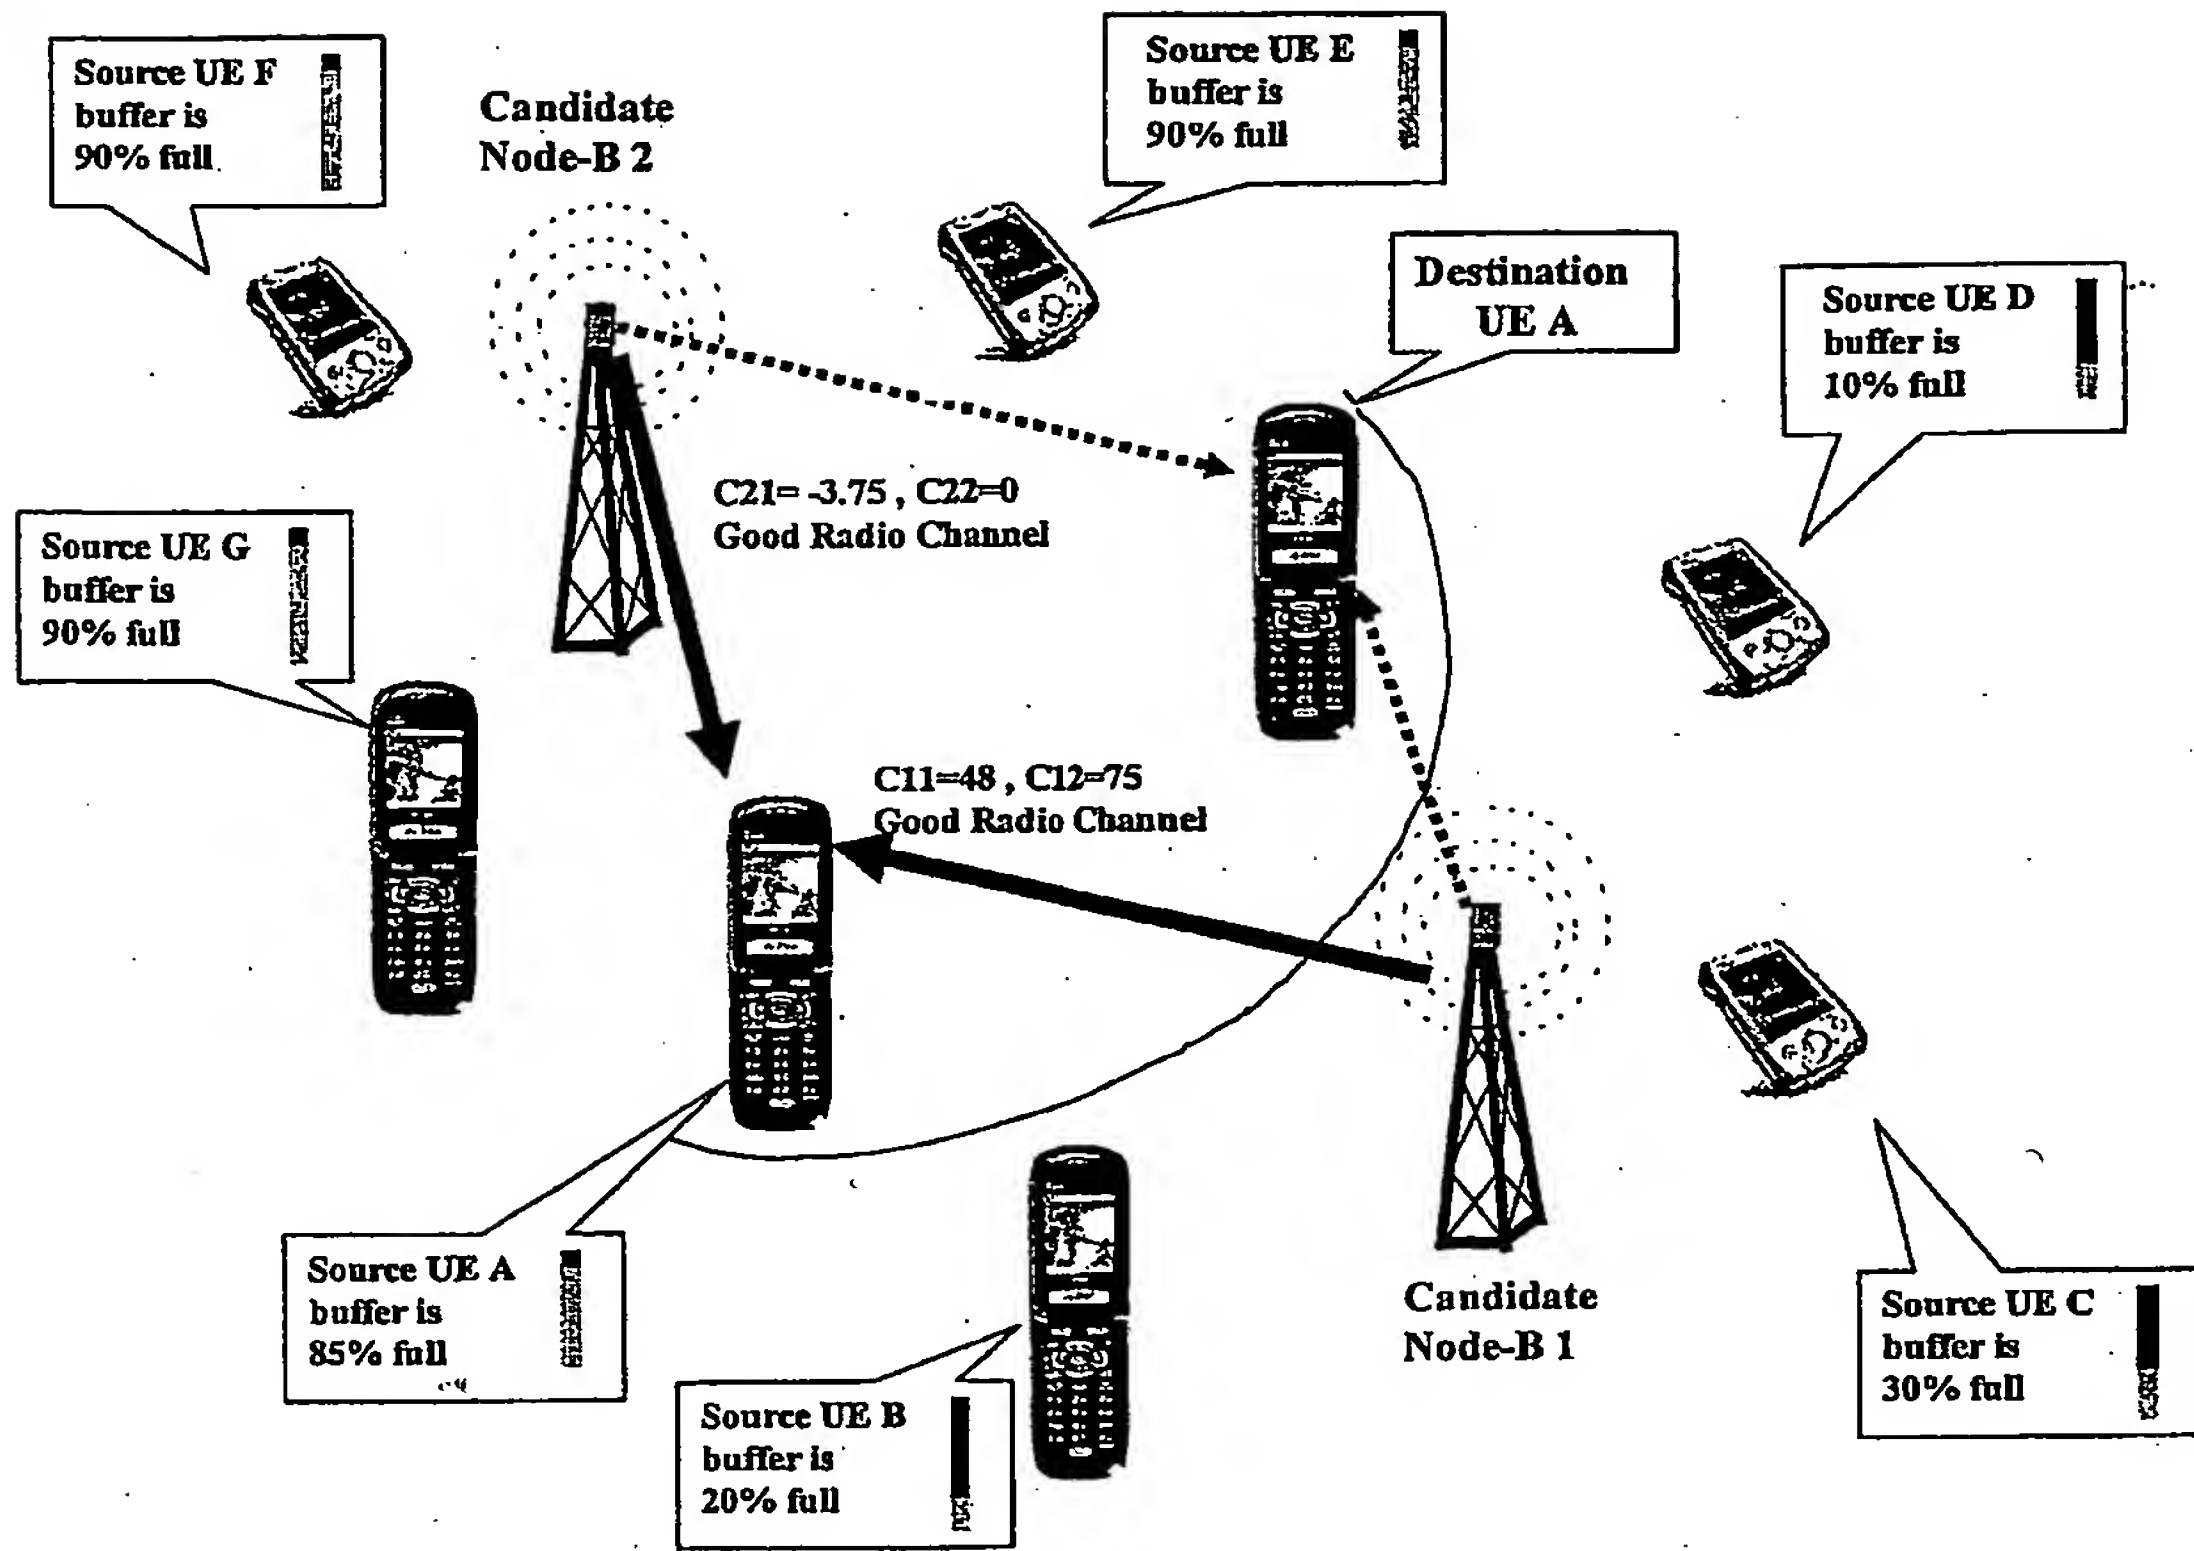 Source UE F
buffer is
90% full
Candidate
Node-B 2
Source UE E
buffer is
90% full
Destination
UE A
Source UE D
buffer is
10% full
C21= -3.75 , C22=0
Good Radio Channel
Source UE G
buffer is
90% full
C11=48 , C12=75
Good Radio Channel
Source UE A
buffer is
85% full
Candidate
Node-B 1
Source UE C
buffer is
30% full
Source UE B
buffer is
20% full